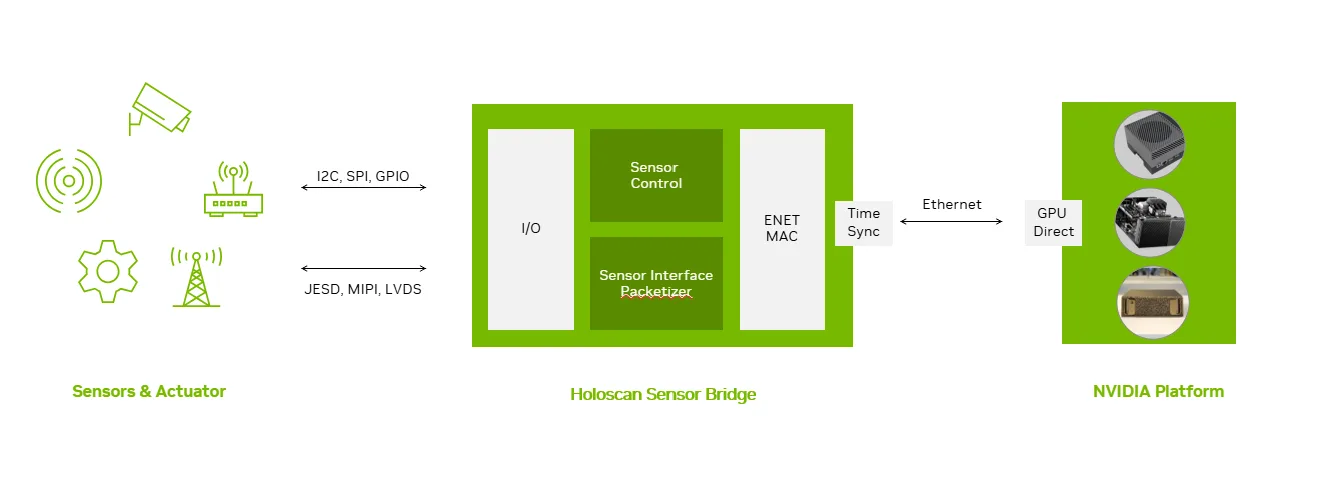 I2C, SPI, GPIO
JESD, MIPI, LVDS
Sensors & Actuator
I/O
Sensor
Control
Sensor Interface
Packetizer
ENET
MAC
Time
Sync
Holoscan Sensor Bridge
Ethernet
GPU
Direct
NVIDIA Platform